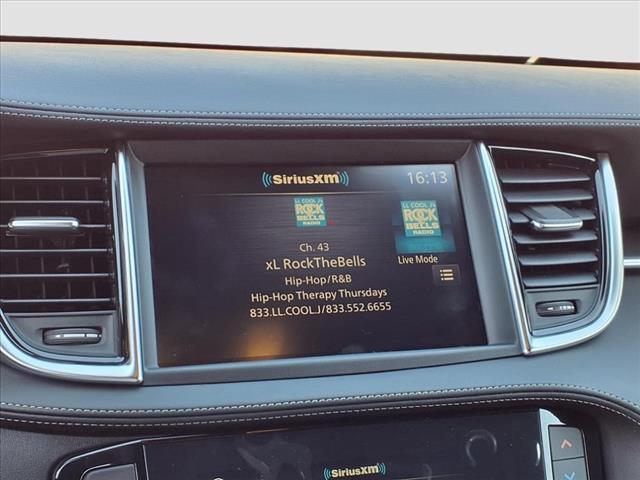 SiriusXM
16:13
LL COOL J's
ROCK
THE
BELLS
RADIO
LL COOL J's
ROCK
THE
BELLS
RADIO
Ch. 43
xL RockTheBells
Live Mode
Hip-Hop/R&B
Hip-Hop Therapy Thursdays
833.LL.COOL.J/833.552.6655
SiriusXM